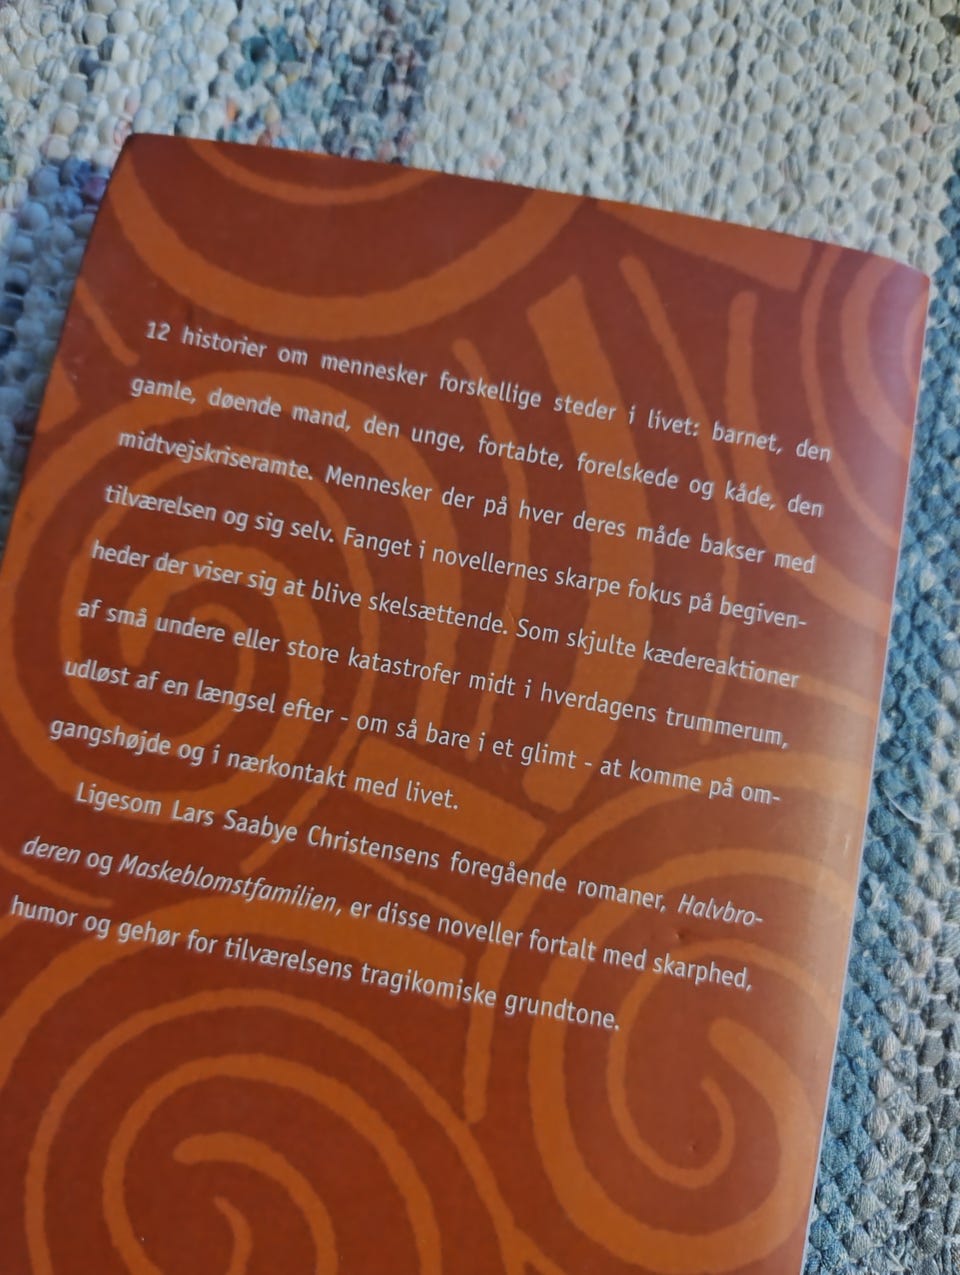 12 historier om mennesker forskellige steder i livet: barnet, den
gamle, døende mand, den unge, fortabte, forelskede og kåde, den
midtvejskriseramte. Mennesker der på hver deres måde bakser med
tilværelsen og sig selv. Fanget i novellernes skarpe fokus på begiven-
heder der viser sig at blive skelsættende. Som skjulte kædereaktioner
af små undere eller store katastrofer midt i hverdagens trummerum,
udløst af en længsel efter - om så bare i et glimt - at komme på om-
gangshøjde og i nærkontakt med livet.
Ligesom Lars Saabye Christensens foregående romaner, Halvbro-
deren og Maskeblomstfamilien, er disse noveller fortalt med skarphed,
humor og gehør for tilværelsens tragikomiske grundtone.